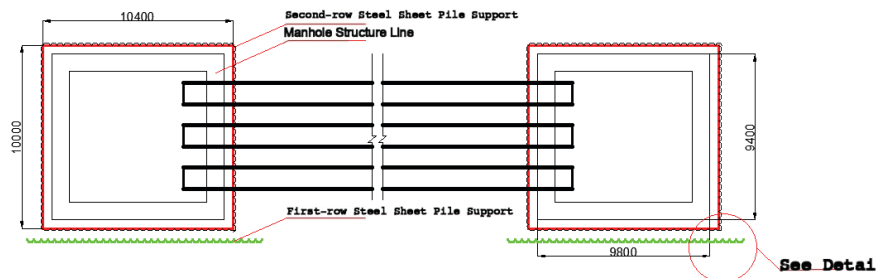 10400
Second-row Steel Sheet Pile Support
Manhole Structure Line
10000
9400
First-row Steel Sheet Pile Support
9800
See Detai